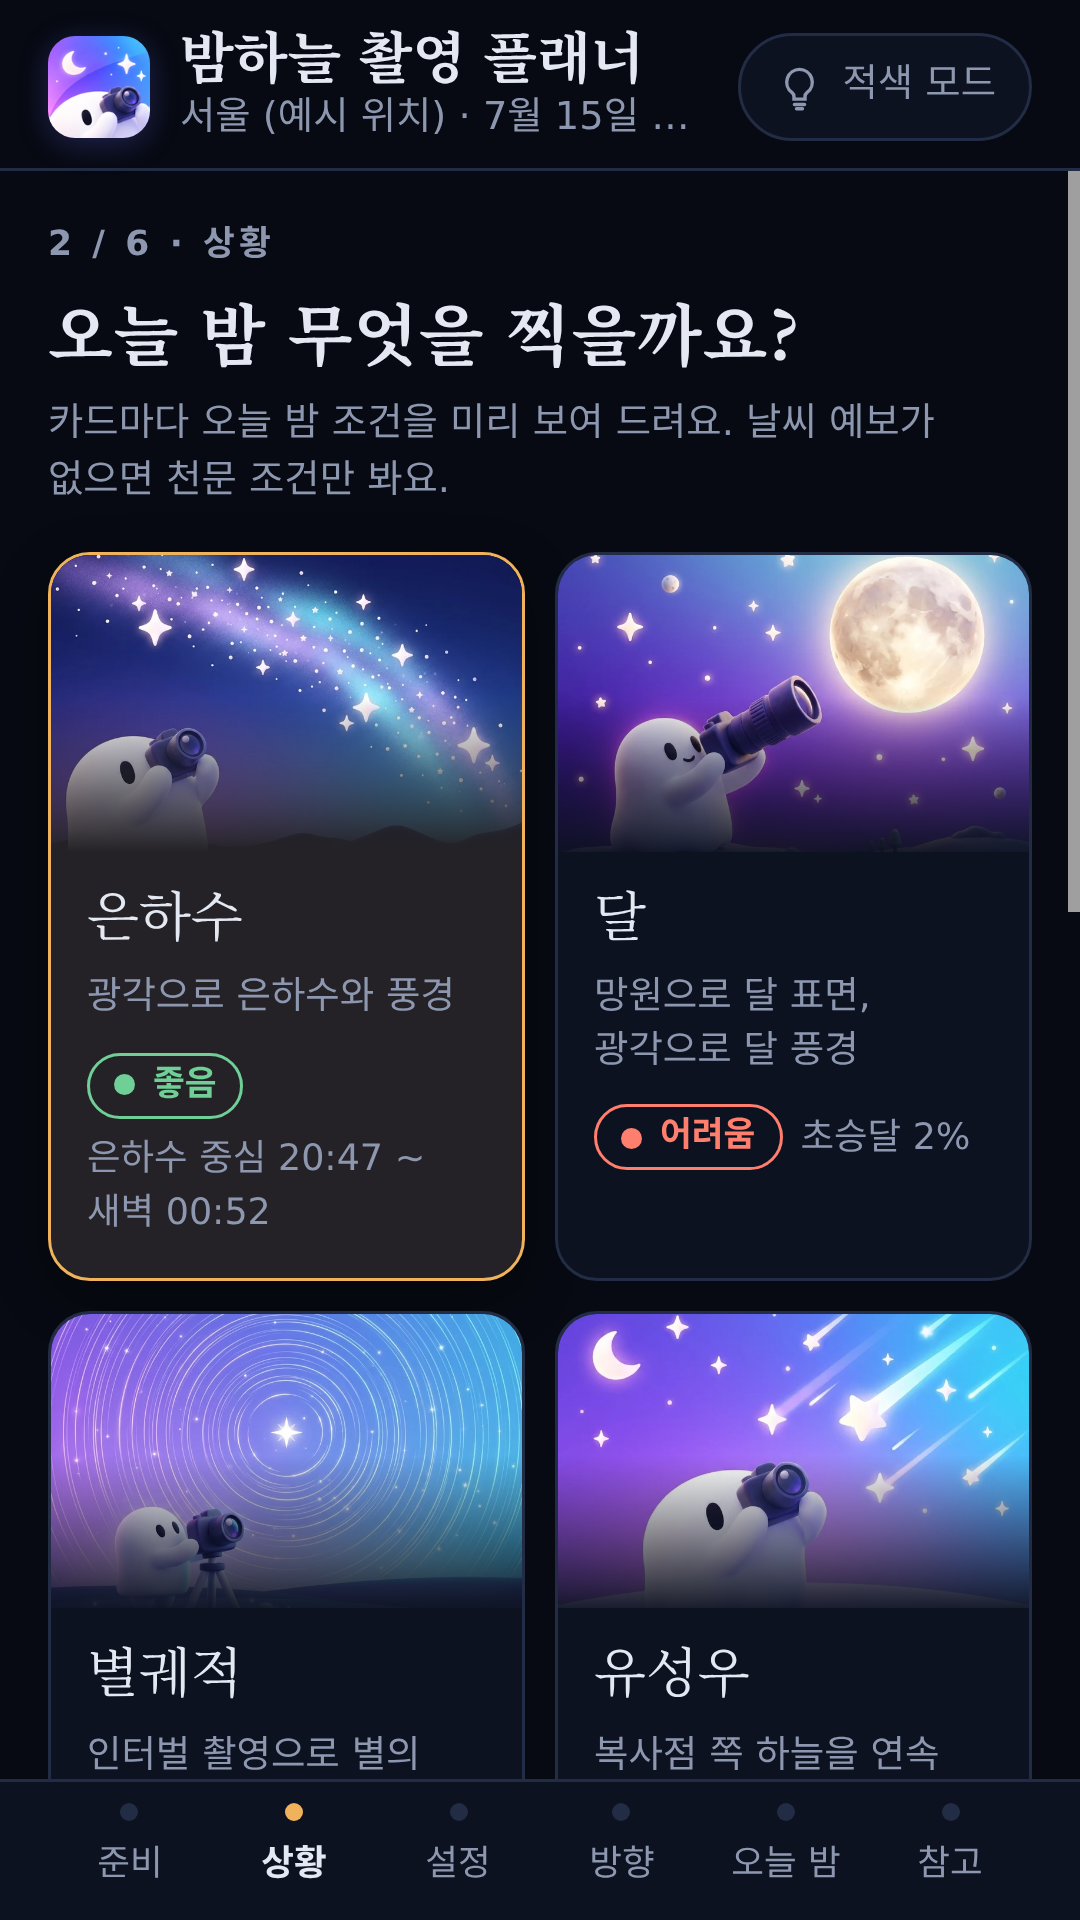 밤하늘 촬영 플래너
서울 (예시 위치) · 7월 15일 ...
적색 모드
2 / 6 · 상황
오늘 밤 무엇을 찍을까요?
카드마다 오늘 밤 조건을 미리 보여 드려요. 날씨 예보가
없으면 천문 조건만 봐요.
은하수
광각으로 은하수와 풍경
좋음
은하수 중심 20:47 ~
새벽 00:52
달
망원으로 달 표면,
광각으로 달 풍경
어려움 초승달 2%
별궤적
인터벌 촬영으로 별의
유성우
복사점 쪽 하늘을 연속
준비
상황
설정
방향
오늘 밤
참고